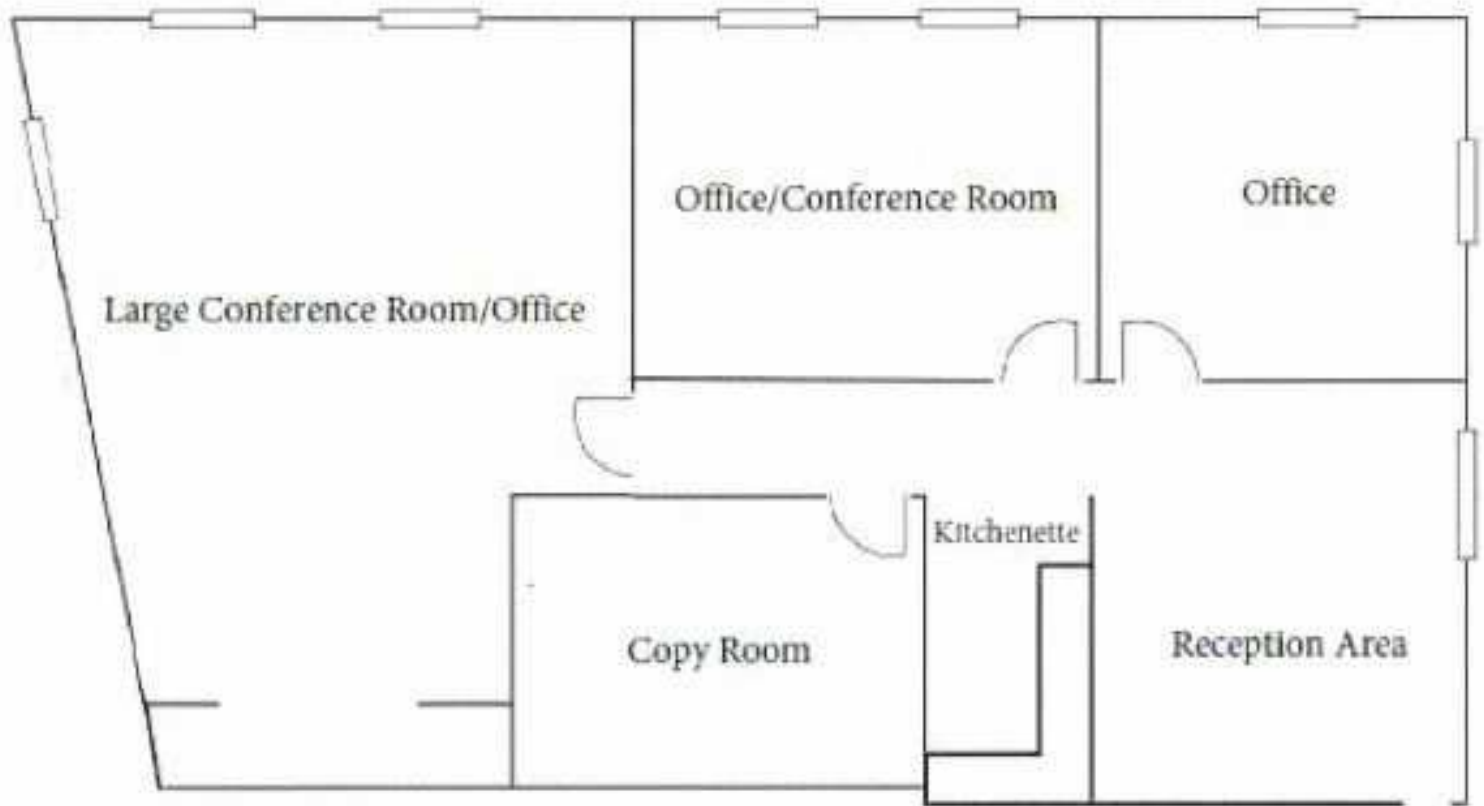 Office/Conference Room
Office
Large Conference Room/Office
Kitchenette
Copy Room
Reception Area